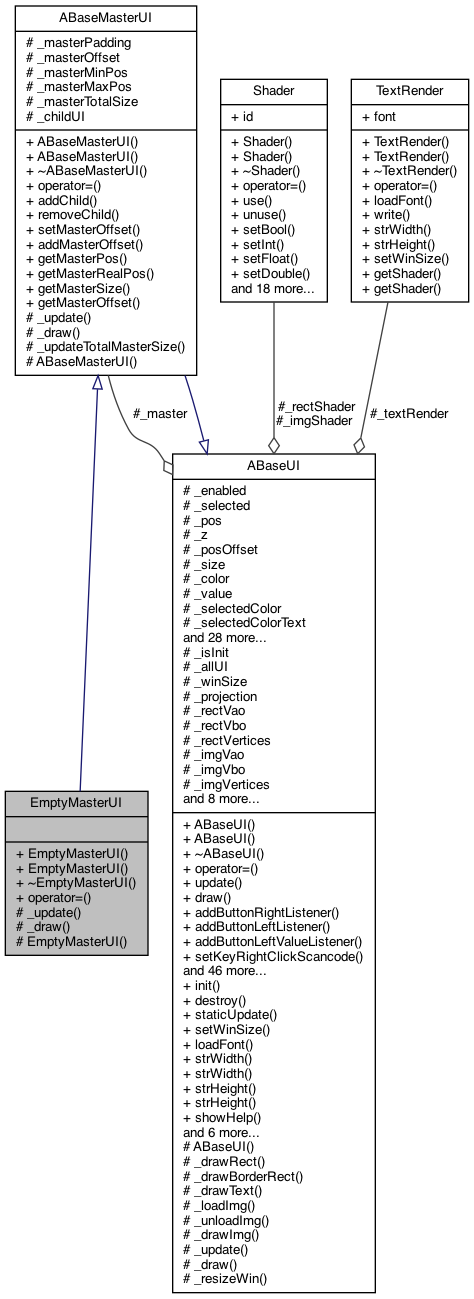 ABaseMasterUI
# _masterPadding
# _masterOffset
# _masterMinPos
# _masterMaxPos
# _masterTotalSize
# _childUI
+ ABaseMasterUI()
+ ABaseMasterUI()
+ ~ABaseMasterUI()
+ operator=()
+ addChild()
+ removeChild()
+ setMasterOffset()
+ addMasterOffset()
+ getMasterPos()
+ getMasterRealPos()
+ getMasterSize()
+ getMasterOffset()
# _update()
# _draw()
# _updateTotalMasterSize()
# ABaseMasterUI()
Shader
+ id
+ Shader()
+ Shader()
+ ~Shader()
+ operator=()
+ use()
+ unuse()
+ setBool()
+ setInt()
+ setFloat()
+ setDouble()
and 18 more...
TextRender
+ font
+ TextRender()
+ TextRender()
+ ~TextRender()
+ operator=()
+ loadFont()
+ write()
+ strWidth()
+ strHeight()
+ setWinSize()
+ getShader()
+ getShader()
#_master
#_rectShader
#_imgShader
#_textRender
ABaseUI
# _enabled
# _selected
# _pos
# _z
# _posOffset
# _size
# _color
# _value
# _selectedColor
# _selectedColorText
and 28 more...
# _isInit
# _allUI
# _winSize
# _projection
# _rectVao
# _rectVbo
# _rectVertices
# _imgVao
# _imgVbo
# _imgVertices
and 8 more...
+ ABaseUI()
+ ABaseUI()
+ ~ABaseUI()
+ operator=()
+ update()
+ draw()
+ addButtonRightListener()
+ addButtonLeftListener()
+ addButtonLeftValueListener()
+ setKeyRightClickScancode()
and 46 more...
+ init()
+ destroy()
+ staticUpdate()
+ setWinSize()
+ loadFont()
+ strWidth()
+ strWidth()
+ strHeight()
+ strHeight()
+ showHelp()
and 6 more...
# ABaseUI()
# _drawRect()
# _drawBorderRect()
# _drawText()
# _loadImg()
# _unloadImg()
# _drawImg()
# _update()
# _draw()
# _resizeWin()
EmptyMasterUI
+ EmptyMasterUI()
+ EmptyMasterUI()
+ ~EmptyMasterUI()
+ operator=()
# _update()
# _draw()
# EmptyMasterUI()